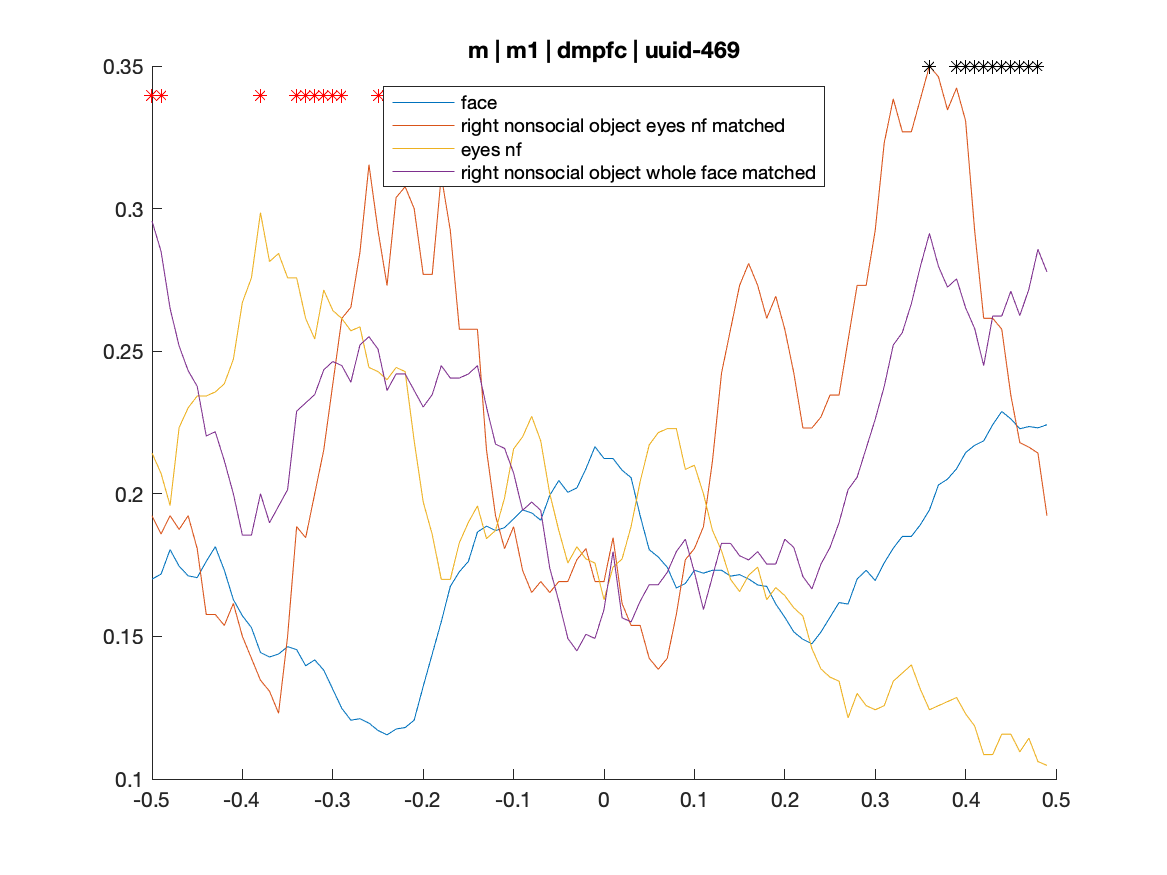 m | m1 | dmpfc | uuid-469
0.35
0.3
0.25
0.2
0.15
0.1
face
right nonsocial object eyes nf matched
eyes nf
right nonsocial object whole face matched
-0.5 -0.4 -0.3 -0.2 -0.1 0 0.1 0.2 0.3 0.4 0.5